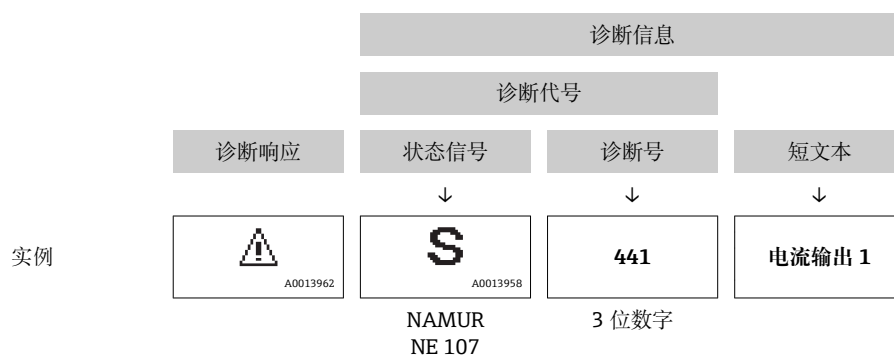 诊断信息
诊断代号
诊断响应 状态信号 诊断号 短文本
实例 S 441 电流输出 1
A0013962 A0013958
NAMUR 3 位数字
NE 107